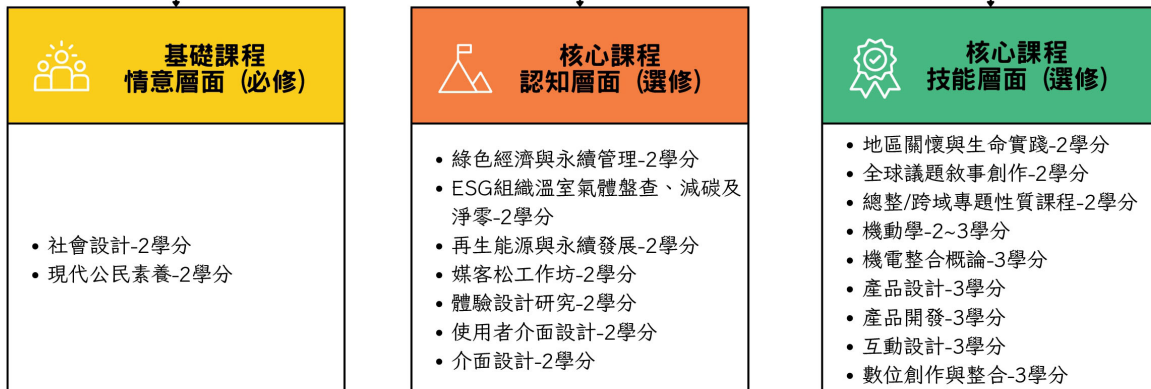 基礎課程
情意層面（必修）
社會設計-2學分
現代公民素養-2學分
核心課程
認知層面（選修）
綠色經濟與永續管理-2學分
ESG組織溫室氣體盤查、減碳及
淨零-2學分
再生能源與永續發展-2學分
媒客松工作坊-2學分
體驗設計研究-2學分
使用者介面設計-2學分
介面設計-2學分
核心課程
技能層面（選修）
地區關懷與生命實踐-2學分
全球議題敘事創作-2學分
總整/跨域專題性質課程-2學分
機動學-2~3學分
機電整合概論-3學分
產品設計-3學分
產品開發-3學分
互動設計-3學分
數位創作與整合-3學分